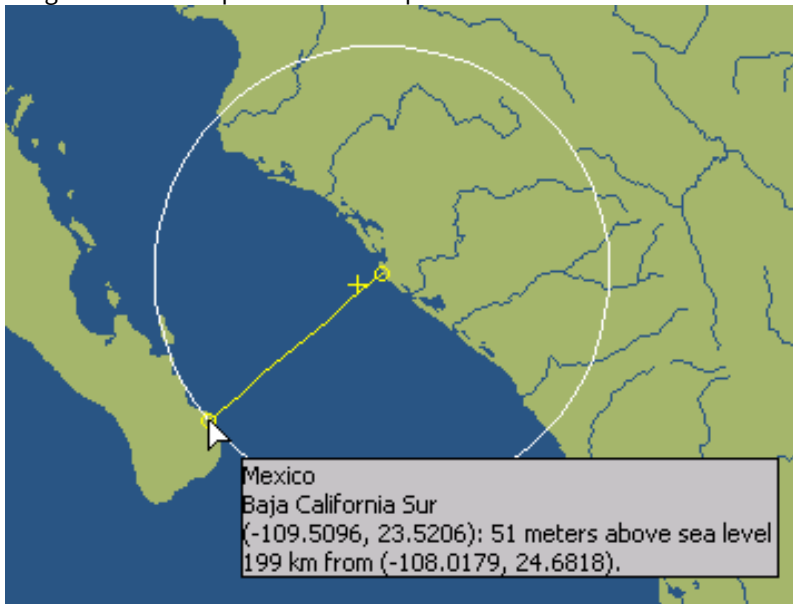 Mexico
Baja California Sur
(-109.5096, 23.5206): 51 meters above sea level
199 km from (-108.0179, 24.6818).